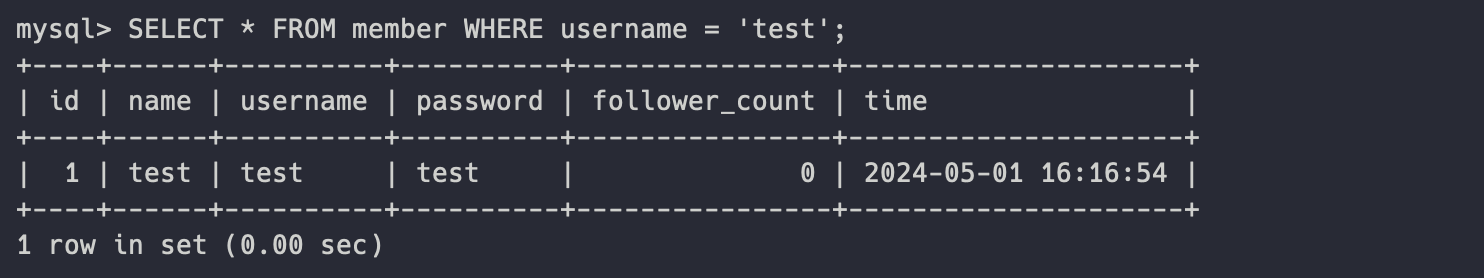 mysql> SELECT * FROM member WHERE username = 'test';
+----+------+----------+----------+----------------+---------------------+
| id | name | username | password | follower_count | time                |
+----+------+----------+----------+----------------+---------------------+
|  1 | test | test     | test     |              0 | 2024-05-01 16:16:54 |
+----+------+----------+----------+----------------+---------------------+
1 row in set (0.00 sec)